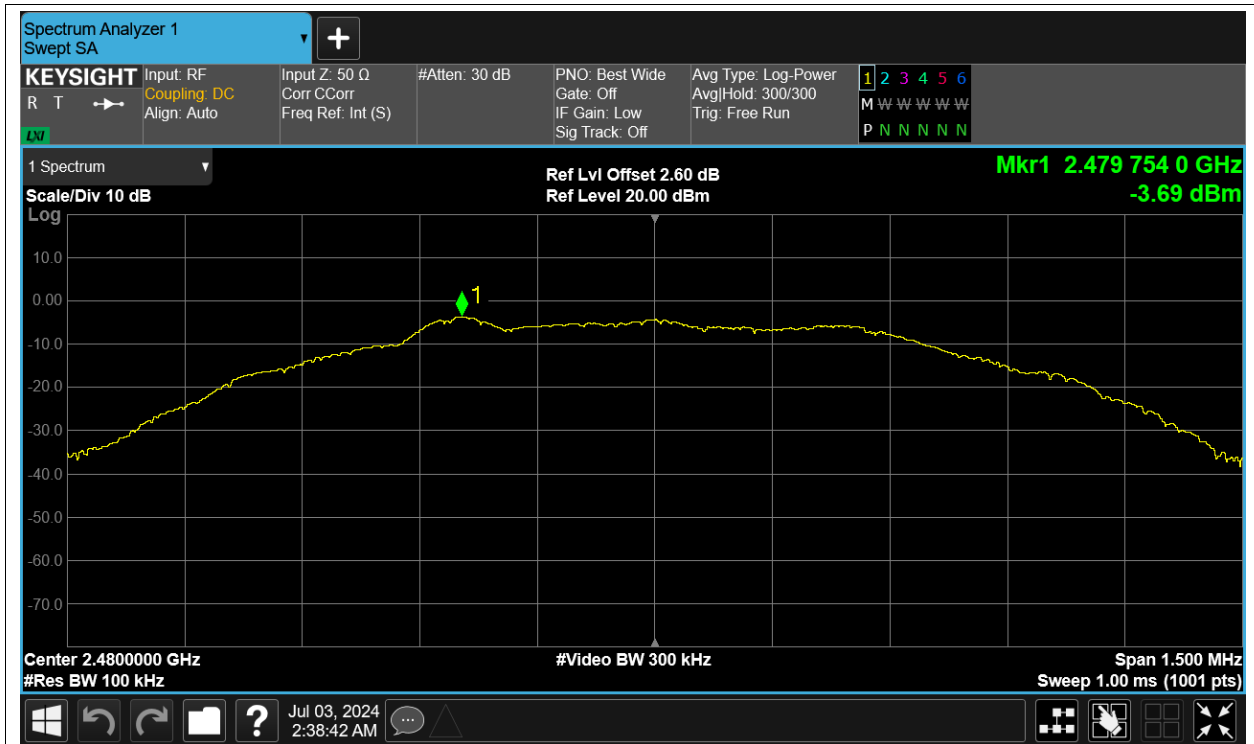 Spectrum Analyzer 1
Swept SA
KEYSIGHT
R T
LXI
Input: RF
Coupling: DC
Align: Auto
Input Z: 50 Ω
Corr CCorr
Freq Ref: Int (S)
#Atten: 30 dB
PNO: Best Wide
Gate: Off
IF Gain: Low
Sig Track: Off
Avg Type: Log-Power
Avg|Hold: 300/300
Trig: Free Run
1 2 3 4 5 6
M W W W W W
P N N N N N
1 Spectrum
Scale/Div 10 dB
Ref Lvl Offset 2.60 dB
Ref Level 20.00 dBm
Mkr1 2.479 754 0 GHz
-3.69 dBm
Log
10.0
0.00
-10.0
-20.0
-30.0
-40.0
-50.0
-60.0
-70.0
1
Center 2.4800000 GHz
#Res BW 100 kHz
#Video BW 300 kHz
Span 1.500 MHz
Sweep 1.00 ms (1001 pts)
?
Jul 03, 2024
2:38:42 AM